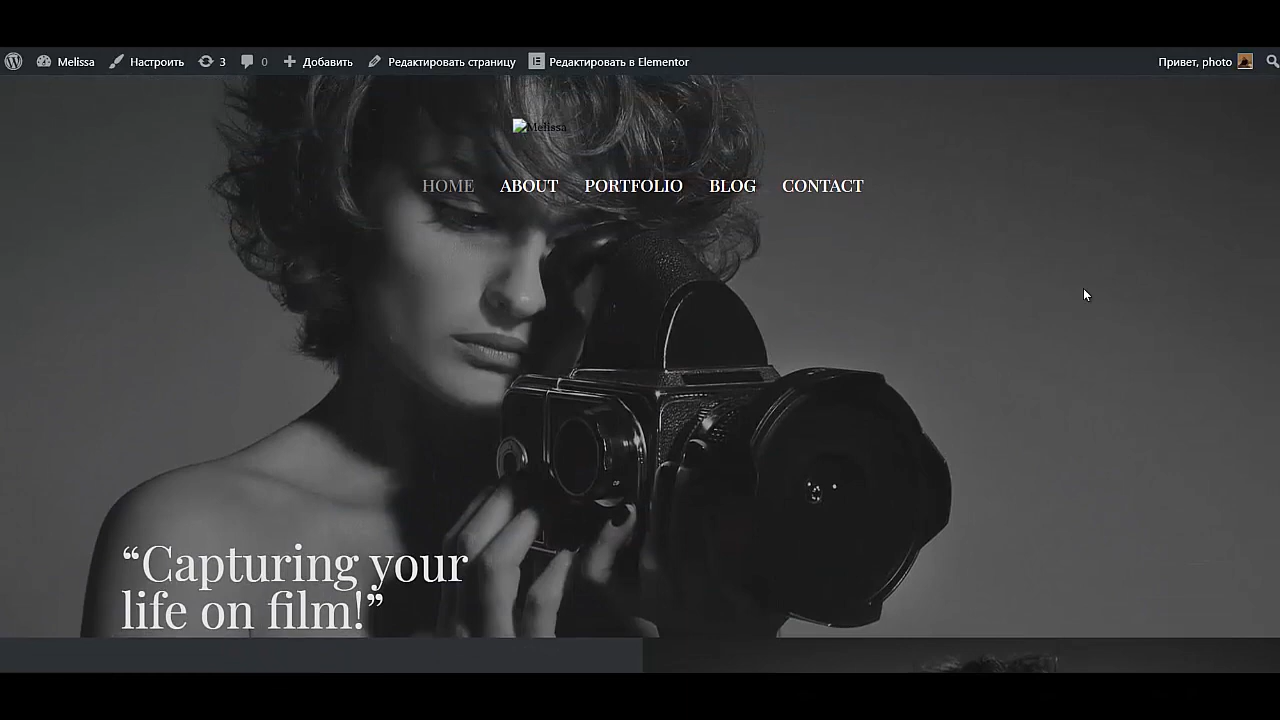 Melissa Настроить 3 0 Добавить Редактировать страницу Редактировать в Elementor Привет, photo
Melissa
HOME ABOUT PORTFOLIO BLOG CONTACT
“Capturing your
life on film!”